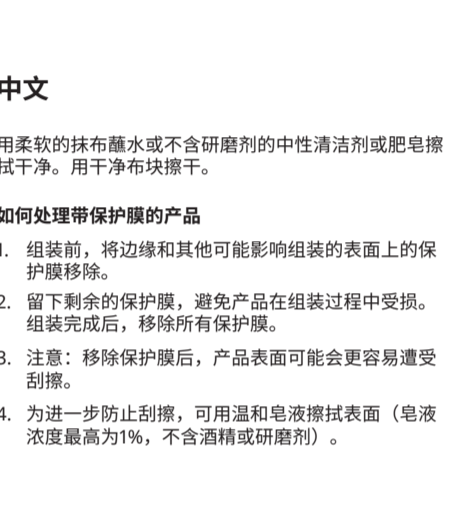 中文
用柔软的抹布蘸水或不含研磨剂的中性清洁剂或肥皂擦
拭干净。用干净布块擦干。
如何处理带保护膜的产品
1. 组装前，将边缘和其他可能影响组装的表面上的保
护膜移除。
2. 留下剩余的保护膜，避免产品在组装过程中受损。
组装完成后，移除所有保护膜。
3. 注意：移除保护膜后，产品表面可能会更容易遭受
刮擦。
4. 为进一步防止刮擦，可用温和皂液擦拭表面（皂液
浓度最高为1%，不含酒精或研磨剂）。